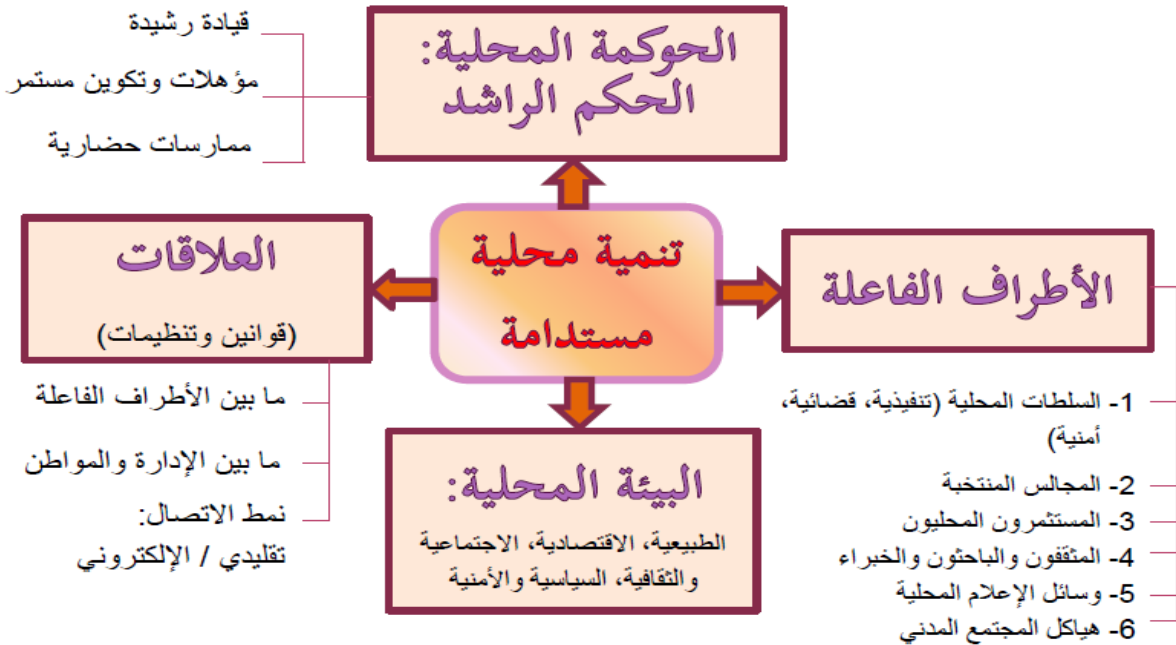 الحوكمة المحلية:
الحكم الراشد
قيادة رشيدة
مؤهلات وتكوين مستمر
ممارسات حضارية
تنمية محلية
مستدامة
الأطراف الفاعلة
1- السلطات المحلية (تنفيذية، قضائية،
أمنية)
2- المجالس المنتخبة
3- المستثمرون المحليون
4- المثقفون والباحثون والخبراء
5- وسائل الإعلام المحلية
6- هياكل المجتمع المدني
العلاقات
(قوانين وتنظيمات)
ما بين الأطراف الفاعلة
ما بين الإدارة والمواطن
نمط الاتصال:
تقليدي / الإلكتروني
البيئة المحلية:
الطبيعية، الاقتصادية، الاجتماعية
والثقافية، السياسية والأمنية